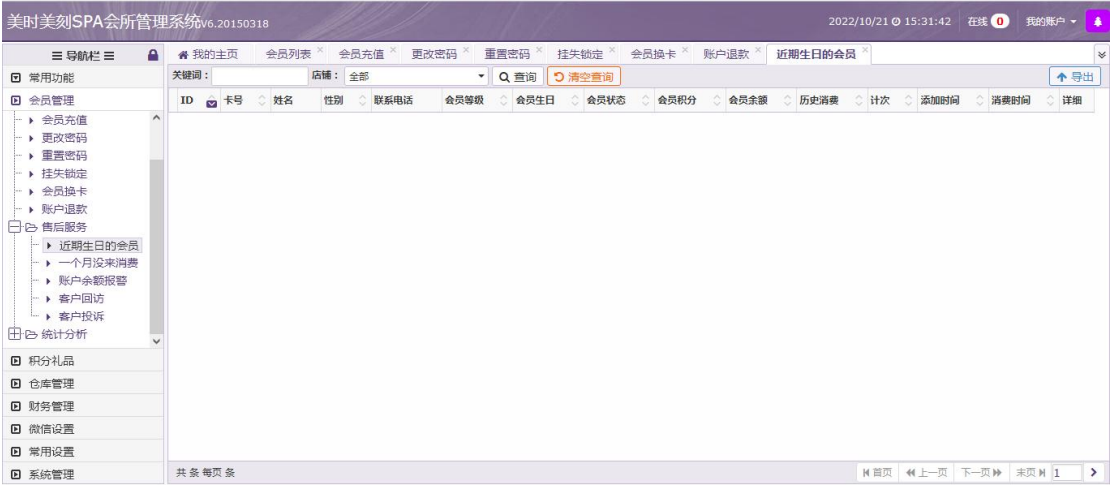 美时美刻SPA会所管理系统V6.20150318
2022/10/21 15:31:42 在线 0 我的账户
三 导航栏 三
我的主页 会员列表 会员充值 更改密码 重置密码 挂失锁定 会员换卡 账户退款 近期生日的会员
常用功能
关键词： 店铺： 全部 查询 清空查询 导出
会员管理
ID 卡号 姓名 性别 联系电话 会员等级 会员生日 会员状态 会员积分 会员余额 历史消费 计次 添加时间 消费时间 详细
会员充值
更改密码
重置密码
挂失锁定
会员换卡
账户退款
售后服务
近期生日的会员
一个月没来消费
账户余额报警
客户回访
客户投诉
统计分析
积分礼品
仓库管理
财务管理
微信设置
常用设置
系统管理
共 条 每页 条
首页 上一页 下一页 末页 1